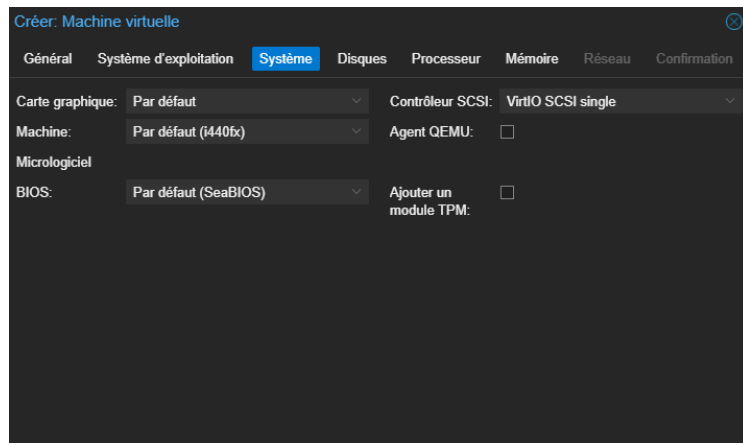 Créer: Machine virtuelle
Général Système d'exploitation Système Disques Processeur Mémoire Réseau Confirmation
Carte graphique: Par défaut Contrôleur SCSI: VirtIO SCSI single
Machine: Par défaut (i440fx) Agent QEMU:
Micrologiciel
BIOS: Par défaut (SeaBIOS) Ajouter un
module TPM: